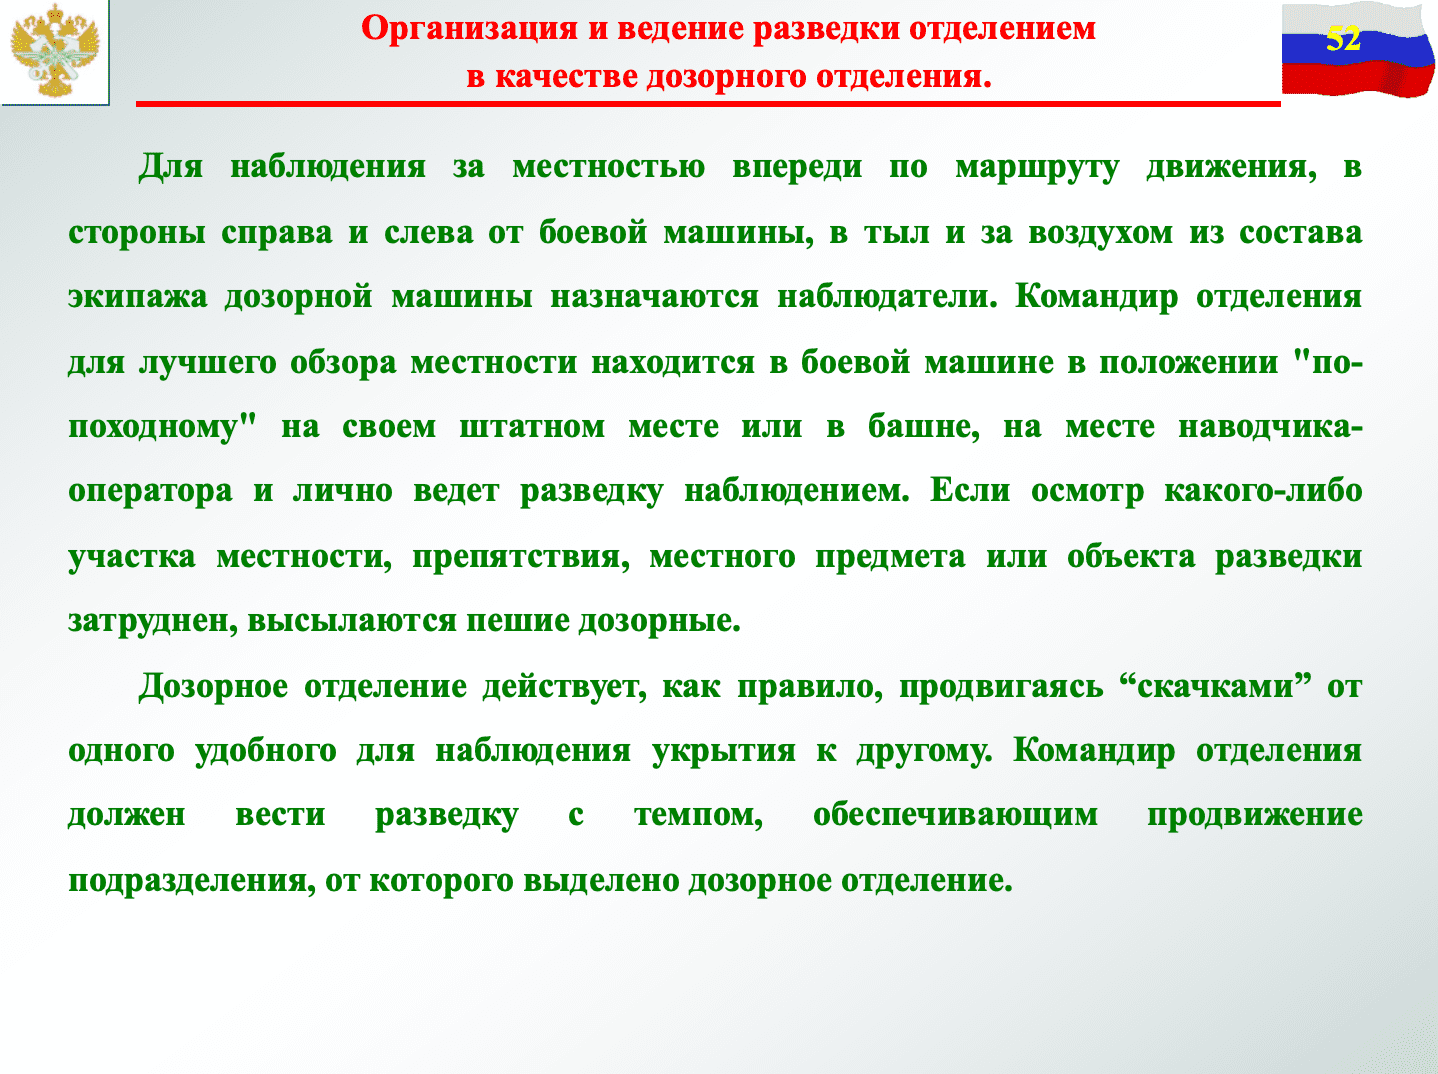 Организация и ведение разведки отделением
в качестве дозорного отделения.
52
Для наблюдения за местностью впереди по маршруту движения, в
стороны справа и слева от боевой машины, в тыл и за воздухом из состава
экипажа дозорной машины назначаются наблюдатели. Командир отделения
для лучшего обзора местности находится в боевой машине в положении "по-
походному" на своем штатном месте или в башне, на месте наводчика-
оператора и лично ведет разведку наблюдением. Если осмотр какого-либо
участка местности, препятствия, местного предмета или объекта разведки
затруднен, высылаются пешие дозорные.
Дозорное отделение действует, как правило, продвигаясь “скачками” от
одного удобного для наблюдения укрытия к другому. Командир отделения
должен вести разведку с темпом, обеспечивающим продвижение
подразделения, от которого выделено дозорное отделение.